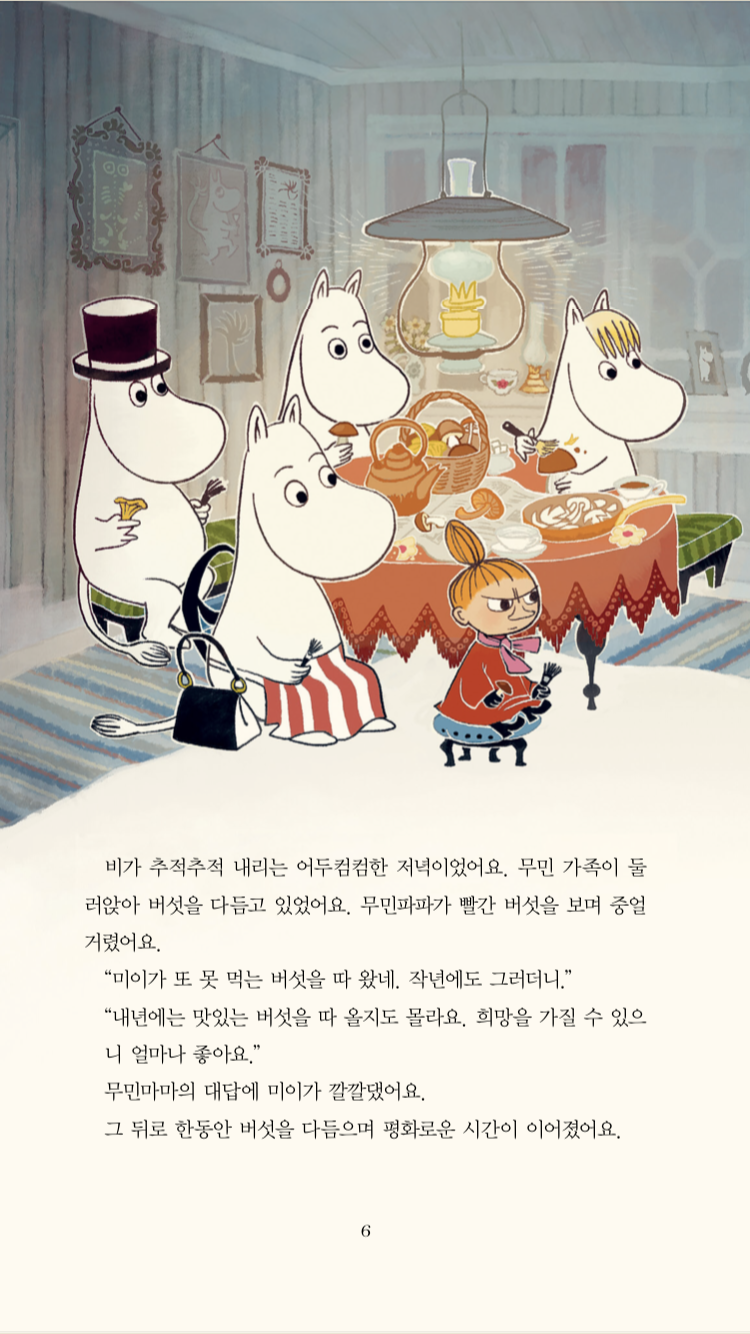 비가 추적추적 내리는 어두컴컴한 저녁이었어요. 무민 가족이 둘
러앉아 버섯을 다듬고 있었어요. 무민파파가 빨간 버섯을 보며 중얼
거렸어요.
“미이가 또 못 먹는 버섯을 따 왔네. 작년에도 그러더니.”
“내년에는 맛있는 버섯을 따 올지도 몰라요. 희망을 가질 수 있으
니 얼마나 좋아요.”
무민마마의 대답에 미이가 깔깔댔어요.
그 뒤로 한동안 버섯을 다듬으며 평화로운 시간이 이어졌어요.
6